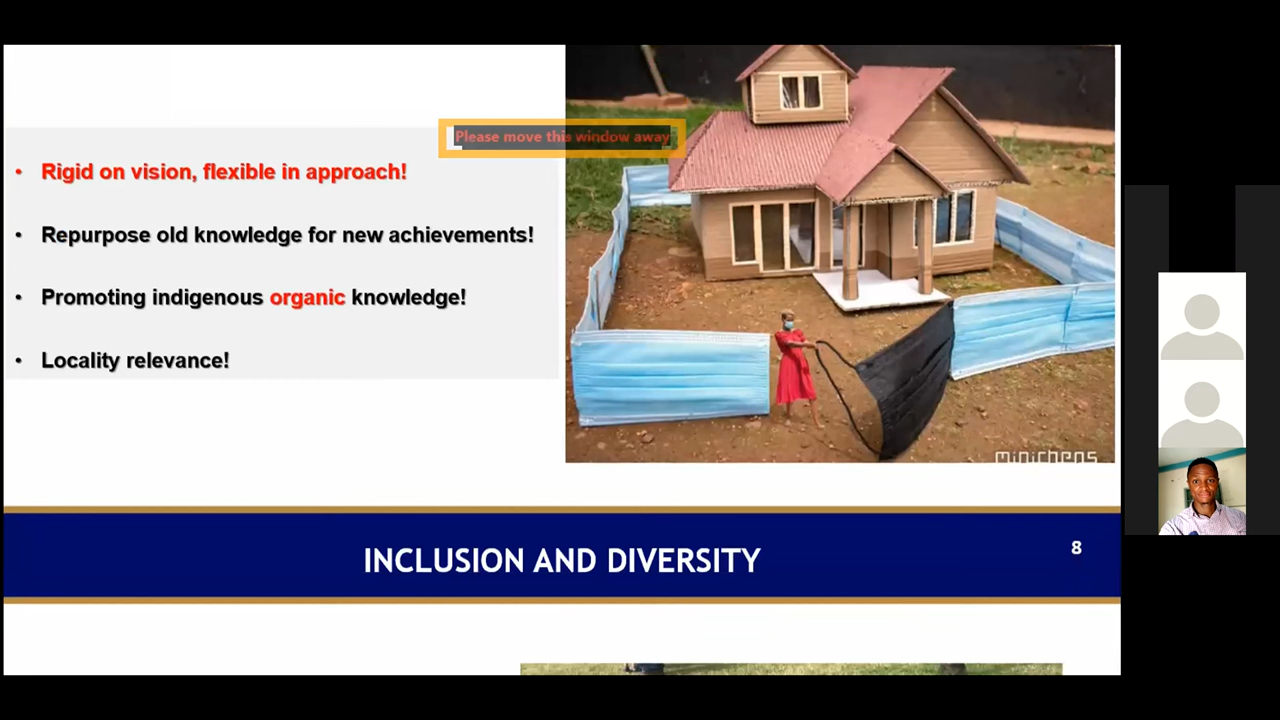 Please move this window away
• Rigid on vision, flexible in approach!
• Repurpose old knowledge for new achievements!
• Promoting indigenous organic knowledge!
• Locality relevance!
minichens
INCLUSION AND DIVERSITY
8